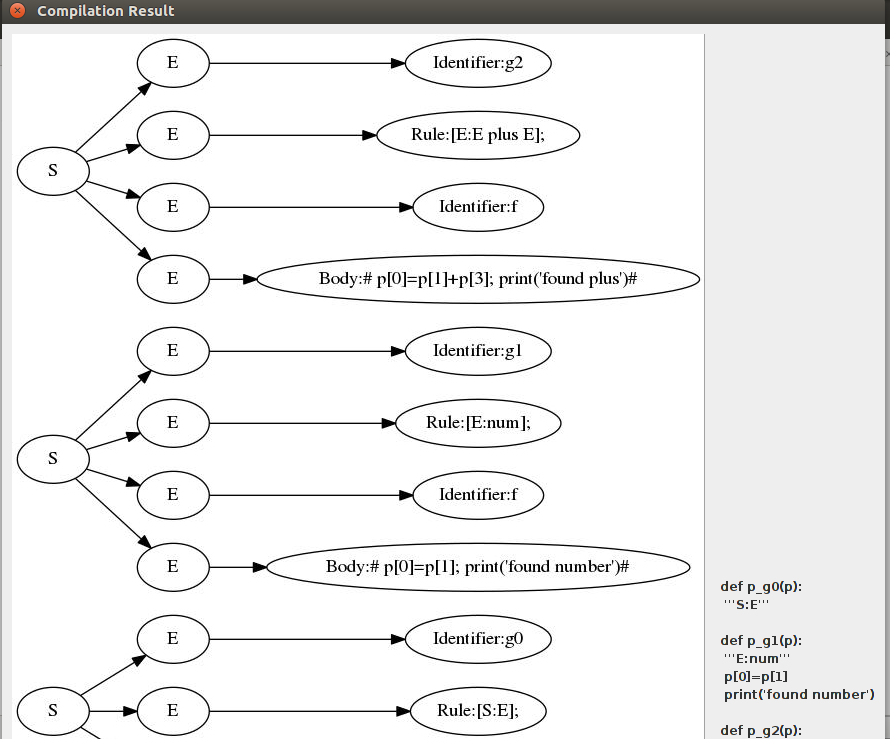 Compilation Result
E
Identifier:g2
E
Rule:[E:E plus E];
S
E
Identifier:f
E
Body:# p[0]=p[1]+p[3]; print('found plus')#
E
Identifier:g1
E
Rule:[E:num];
S
E
Identifier:f
E
Body:# p[0]=p[1]; print('found number')#
E
Identifier:g0
S
E
Rule:[S:E];
def p_g0(p):
'''S:E'''
def p_g1(p):
'''E:num'''
p[0]=p[1]
print('found number')
def p_g2(p):